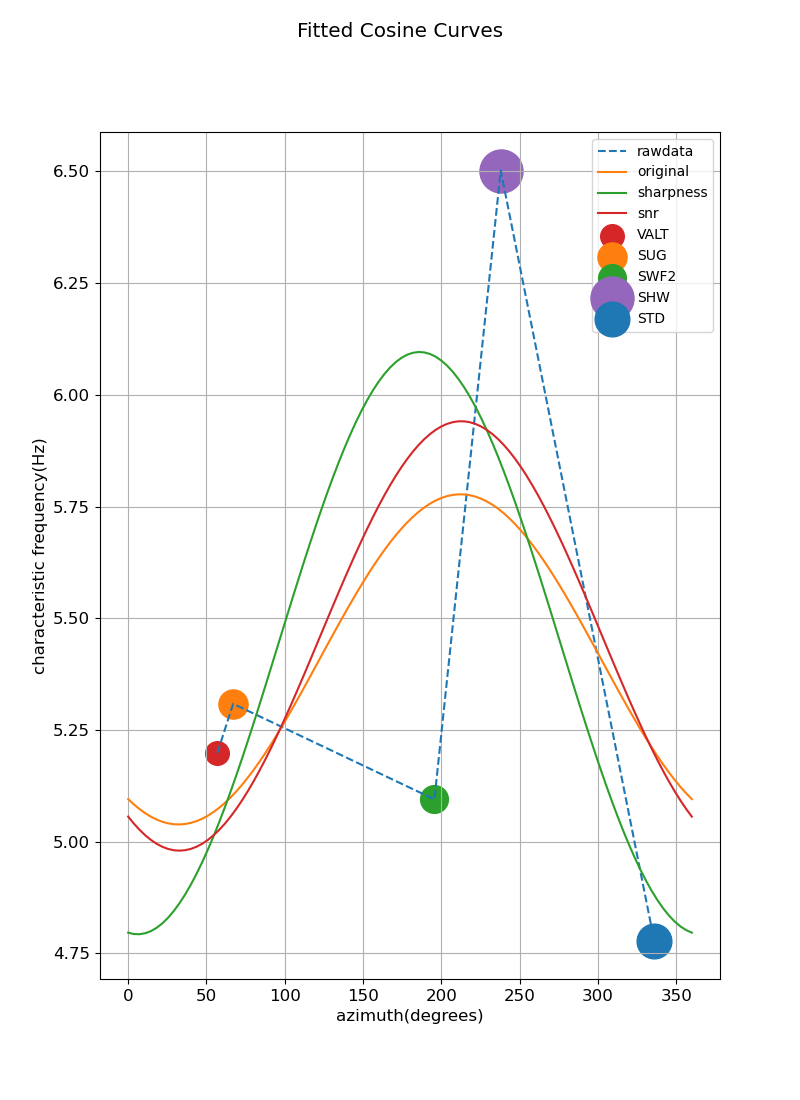 Fitted Cosine Curves
characteristic frequency(Hz)
6.50
6.25
6.00
5.75
5.50
5.25
5.00
4.75
rawdata
original
sharpness
snr
VALT
SUG
SWF2
SHW
STD
0 50 100 150 200 250 300 350
azimuth(degrees)